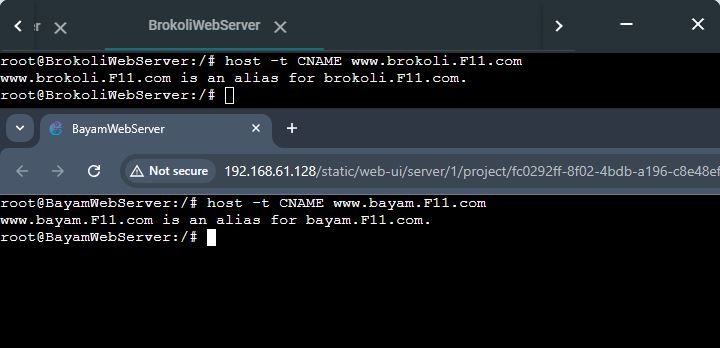 r BrokoliWebServer
root@BrokoliWebServer:/# host -t CNAME www.brokoli.F11.com
www.brokoli.F11.com is an alias for brokoli.F11.com.
root@BrokoliWebServer:/#
BayamWebServer
Not secure 192.168.61.128/static/web-ui/server/1/project/fc0292ff-8f02-4bdb-a196-c8e48ef
root@BayamWebServer:/# host -t CNAME www.bayam.F11.com
www.bayam.F11.com is an alias for bayam.F11.com.
root@BayamWebServer:/#